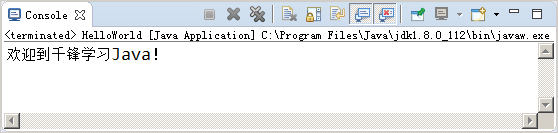 Console
<terminated> HelloWorld [Java Application] C:\Program Files\Java\jdk1.8.0_112\bin\javaw.exe
欢迎到千锋学习Java!